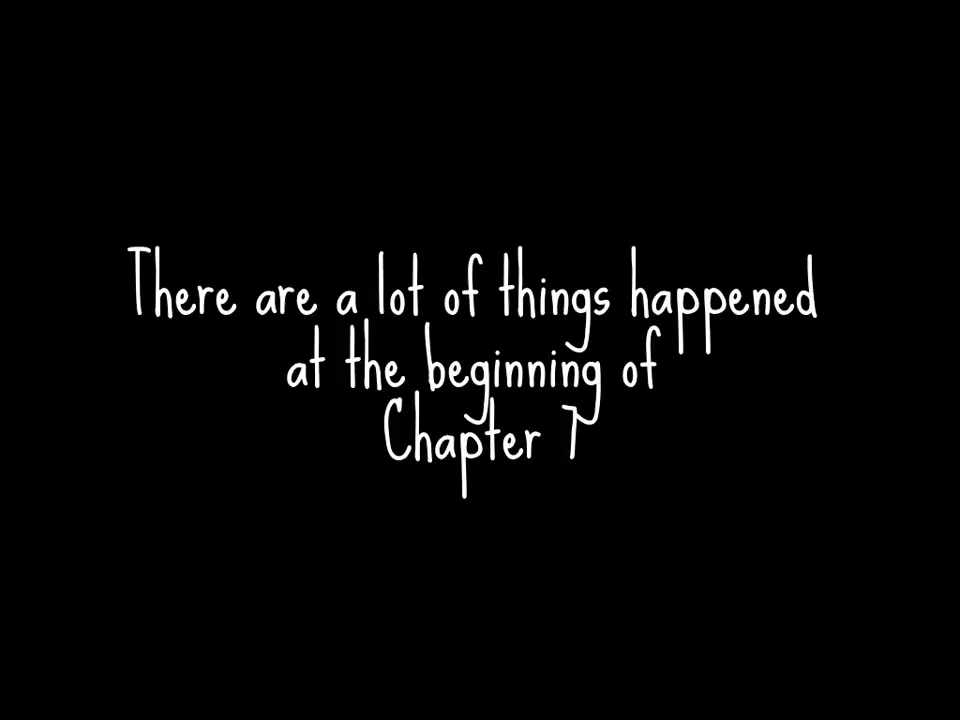 There are a lot of things happened
at the beginning of
Chapter 7